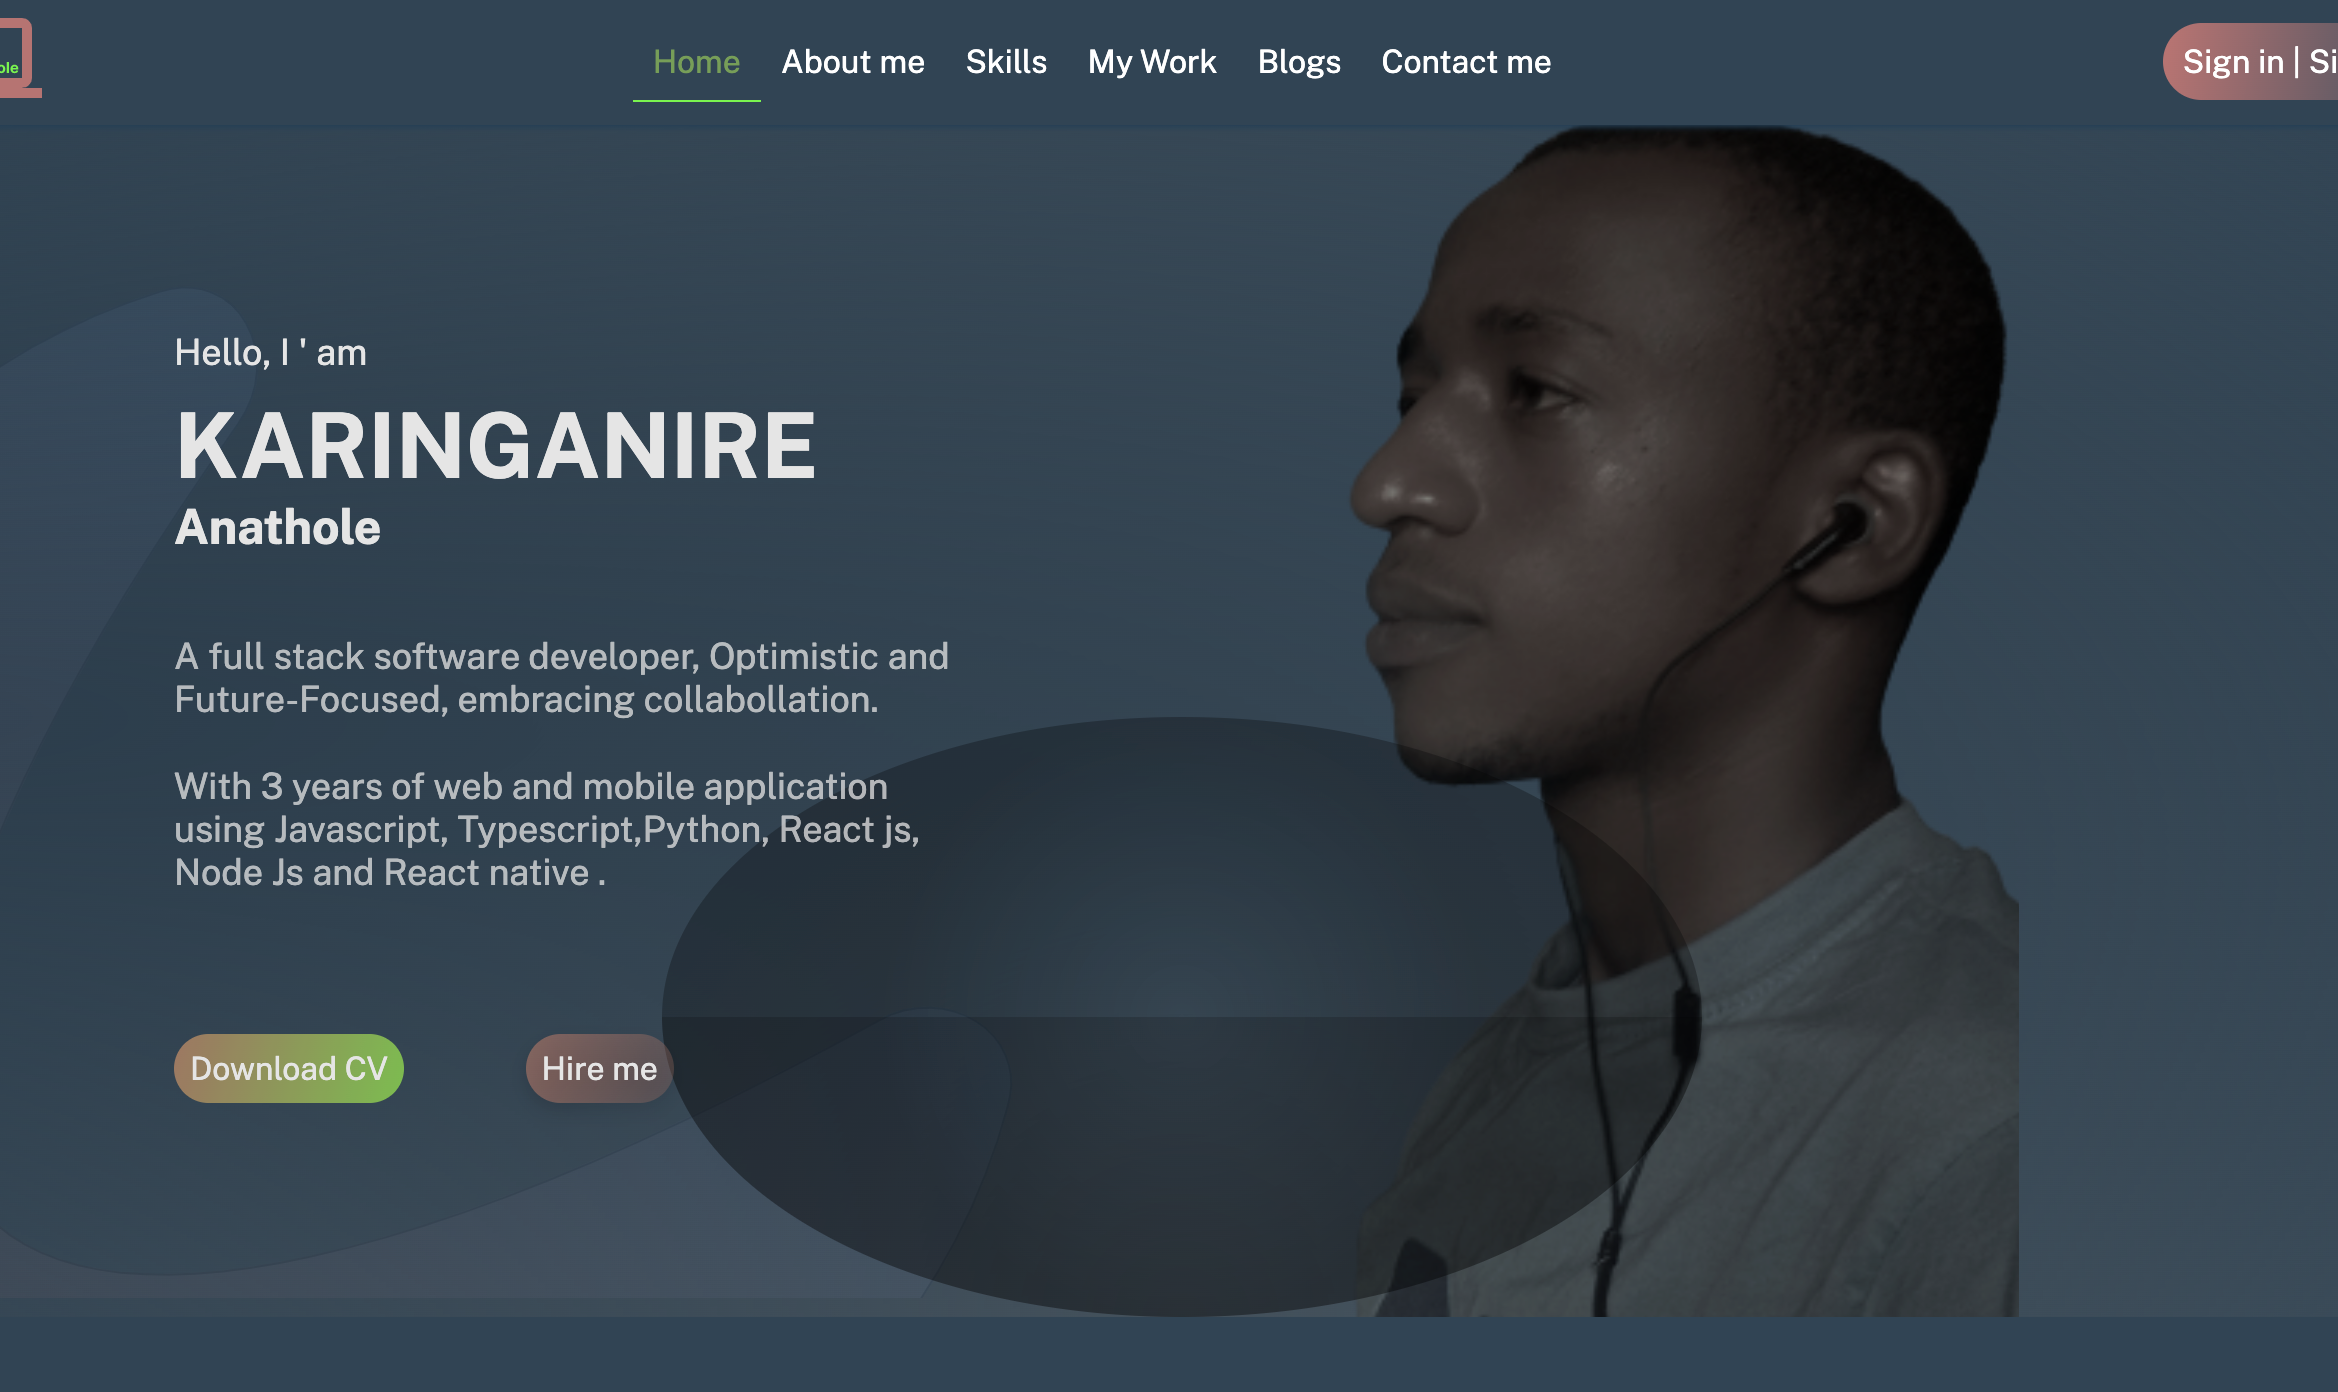 ole
Home About me Skills My Work Blogs Contact me
Sign in | Si
Hello, I ' am
KARINGANIRE
Anathole
A full stack software developer, Optimistic and
Future-Focused, embracing collabollation.
With 3 years of web and mobile application
using Javascript, Typescript,Python, React js,
Node Js and React native .
Download CV
Hire me